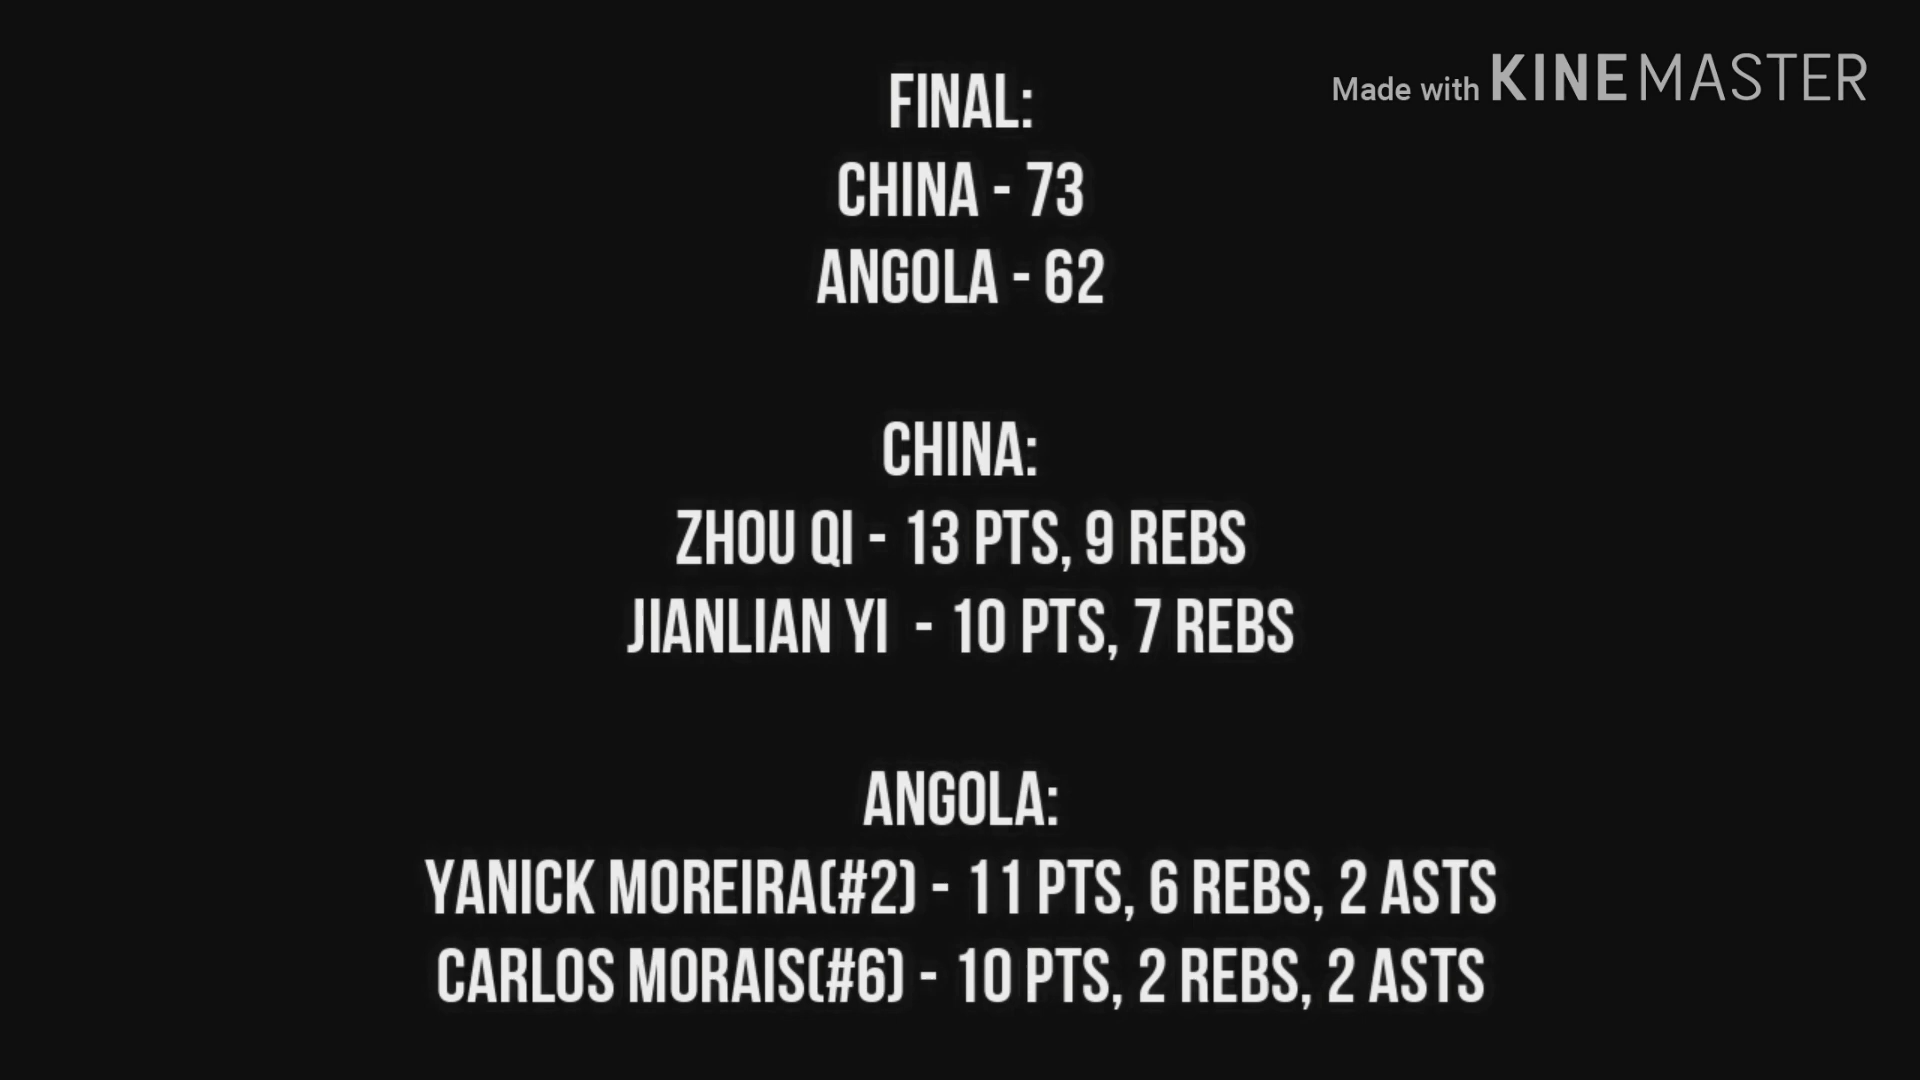 Made with KINEMASTER
FINAL:
CHINA - 73
ANGOLA - 62
CHINA:
ZHOU QI - 13 PTS, 9 REBS
JIANLIAN YI - 10 PTS, 7 REBS
ANGOLA:
YANICK MOREIRA(#2) - 11 PTS, 6 REBS, 2 ASTS
CARLOS MORAIS(#6) - 10 PTS, 2 REBS, 2 ASTS